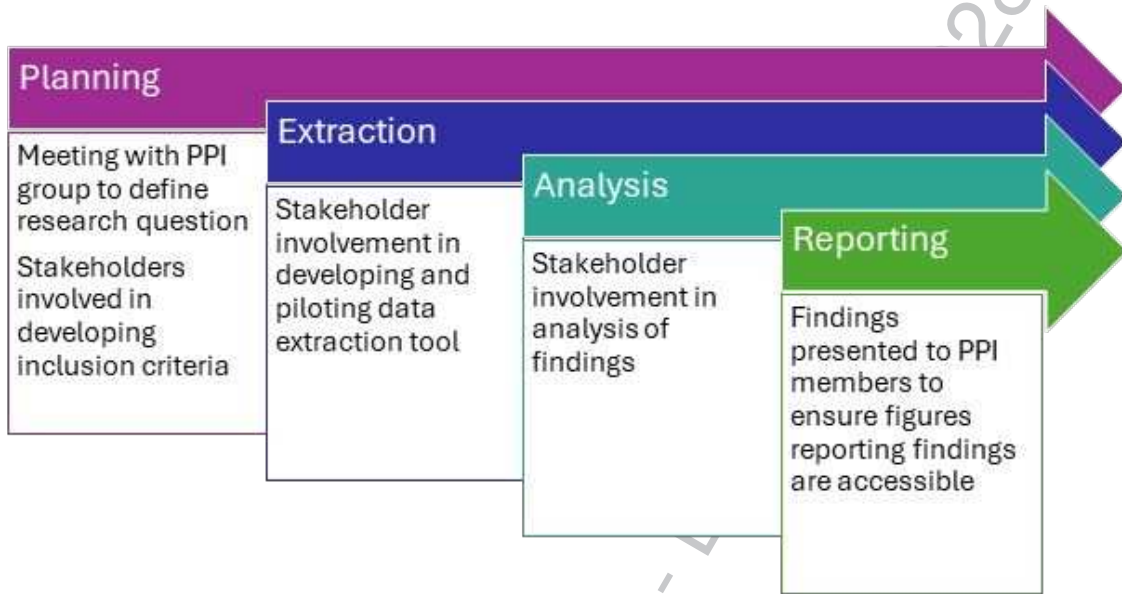 Planning
Meeting with PPI
group to define
research question
Stakeholders
involved in
developing
inclusion criteria
Extraction
Stakeholder
involvement in
developing and
piloting data
extraction tool
Analysis
Stakeholder
involvement in
analysis of
findings
Reporting
Findings
presented to PPI
members to
ensure figures
reporting findings
are accessible